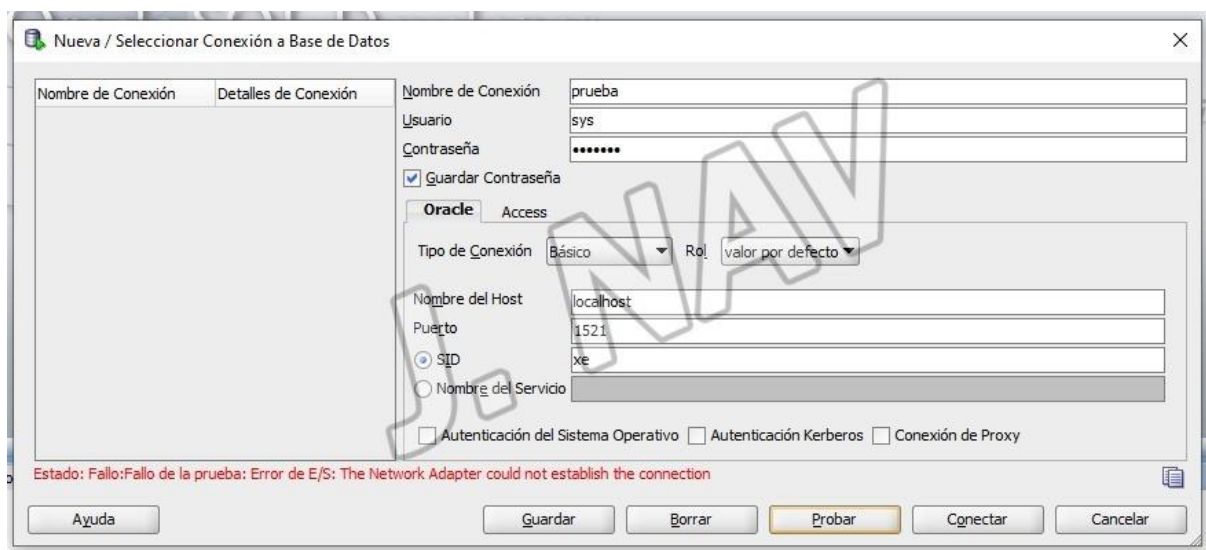 Nueva / Seleccionar Conexión a Base de Datos
Nombre de Conexión Detalles de Conexión
Nombre de Conexión prueba
Usuario sys
Contraseña •••••••
Guardar Contraseña
Oracle Access
Tipo de Conexión Básico Rol valor por defecto
Nombre del Host localhost
Puerto 1521
SID xe
Nombre del Servicio
Autenticación del Sistema Operativo Autenticación Kerberos Conexión de Proxy
Estado: Fallo:Fallo de la prueba: Error de E/S: The Network Adapter could not establish the connection
Ayuda Guardar Borrar Probar Conectar Cancelar
J. NAV